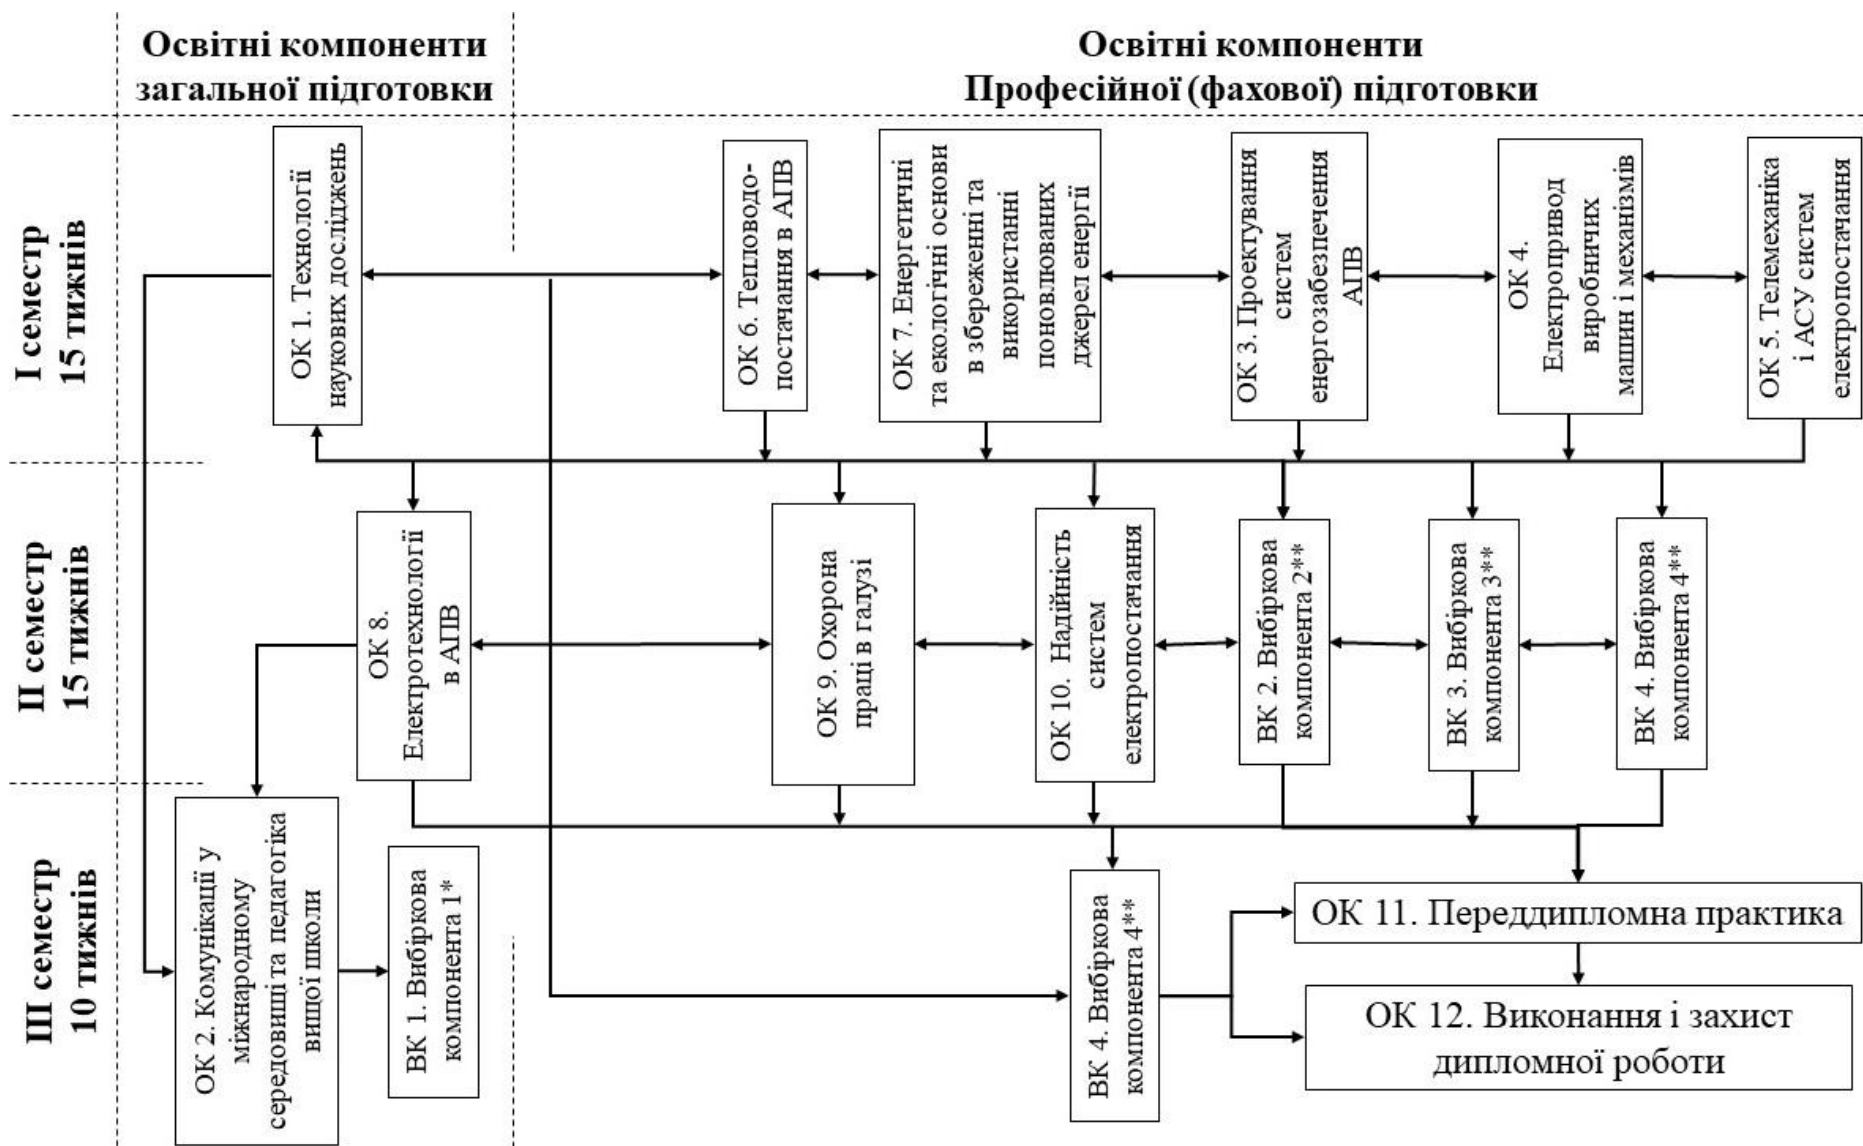 Освітні компоненти
загальної підготовки
Освітні компоненти
Професійної (фахової) підготовки
I семестр
15 тижнів
ОК 1. Технології
наукових досліджень
ОК 6. Тепловодо-
постачання в АПВ
ОК 7. Енергетичні
та екологічні основи
в збереженні та
використанні
поновлюваних
джерел енергії
ОК 3. Проектування
систем
енергозабезпечення
АПВ
ОК 4.
Електропривод
виробничих
машин і механізмів
ОК 5. Телемеханіка
і АСУ систем
електропостачання
II семестр
15 тижнів
ОК 8.
Електротехнології
в АПВ
ОК 9. Охорона
праці в галузі
ОК 10. Надійність
систем
електропостачання
ВК 2. Вибіркова
компонента 2**
ВК 3. Вибіркова
компонента 3**
ВК 4. Вибіркова
компонента 4**
III семестр
10 тижнів
ОК 2. Комунікації у
міжнародному
середовищі та педагогіка
вищої школи
ВК 1. Вибіркова
компонента 1*
ВК 4. Вибіркова
компонента 4**
ОК 11. Переддипломна практика
ОК 12. Виконання і захист
дипломної роботи